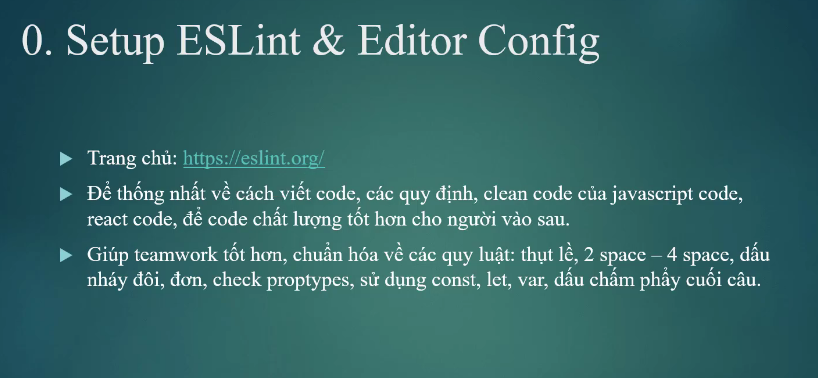 0. Setup ESLint & Editor Config
Trang chủ: https://eslint.org/
Để thống nhất về cách viết code, các quy định, clean code của javascript code,
react code, để code chất lượng tốt hơn cho người vào sau.
Giúp teamwork tốt hơn, chuẩn hóa về các quy luật: thụt lề, 2 space – 4 space, dấu
nháy đôi, đơn, check proptypes, sử dụng const, let, var, dấu chấm phẩy cuối câu.